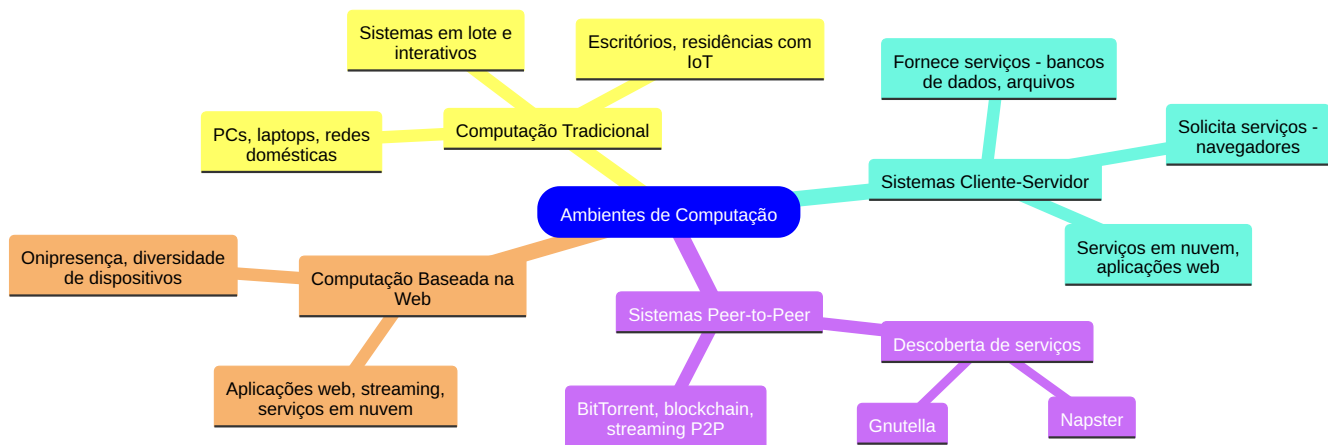 Ambientes de Computação
Computação Tradicional
PCs, laptops, redes
domésticas
Sistemas em lote e
interativos
Escritórios, residências com
IoT
Sistemas Cliente-Servidor
Fornece serviços - bancos
de dados, arquivos
Solicita serviços -
navegadores
Serviços em nuvem,
aplicações web
Sistemas Peer-to-Peer
Descoberta de serviços
Napster
Gnutella
BitTorrent, blockchain,
streaming P2P
Computação Baseada na
Web
Onipresença, diversidade
de dispositivos
Aplicações web, streaming,
serviços em nuvem